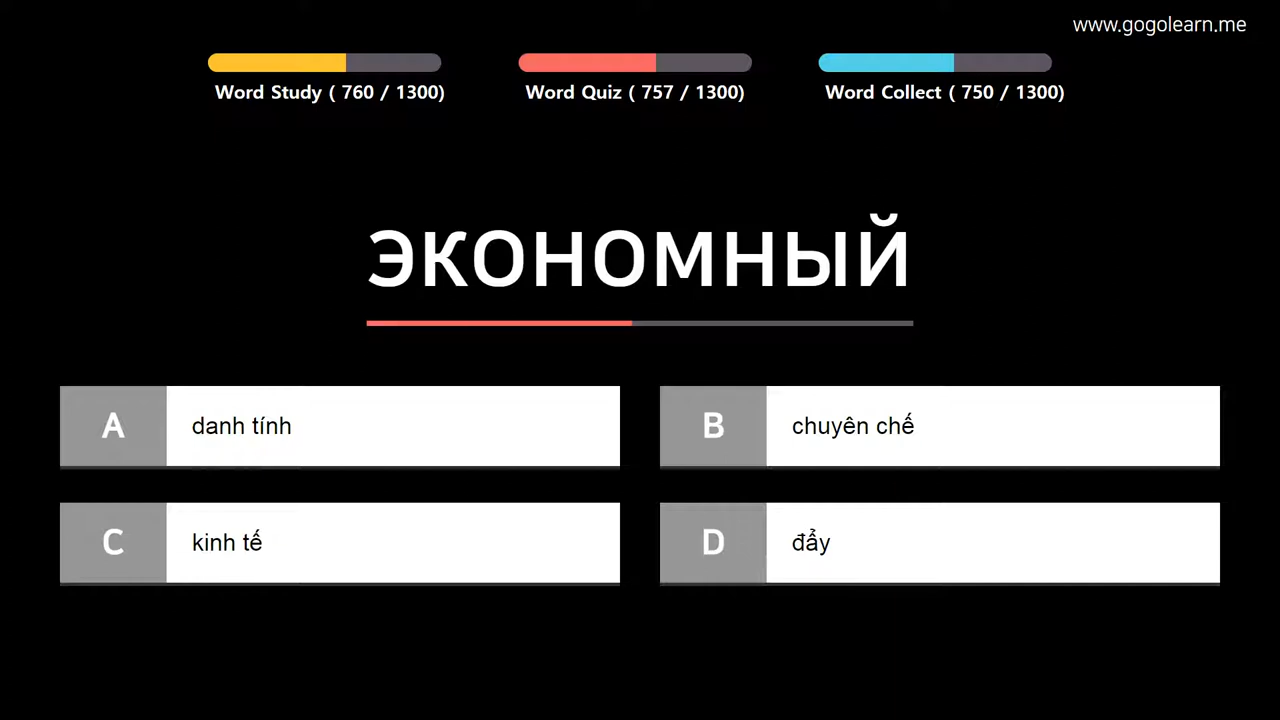 www.gogolearn.me
Word Study ( 760 / 1300)
Word Quiz ( 757 / 1300)
Word Collect ( 750 / 1300)
экономный
A danh tính
B chuyên chế
C kinh tế
D đẩy